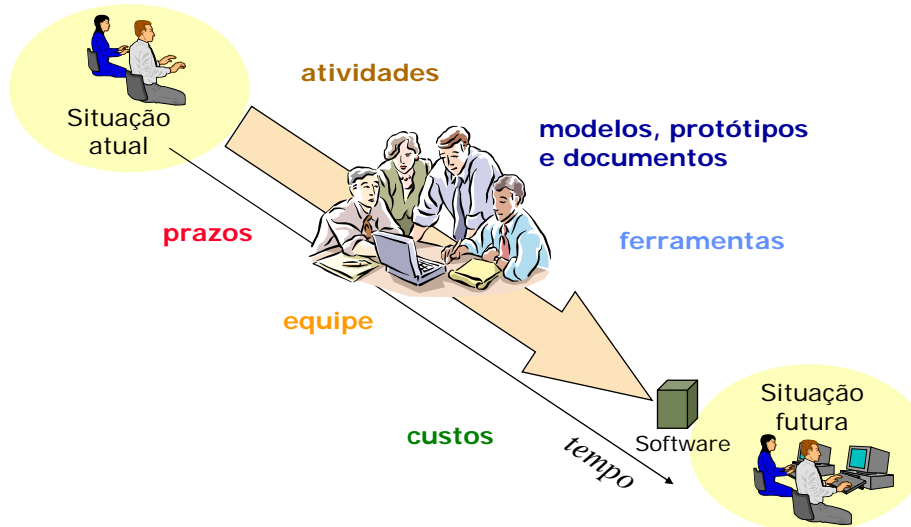 atividades
Situação
atual
modelos, protótipos
e documentos
prazos
ferramentas
equipe
Situação
futura
custos
Software
tempo